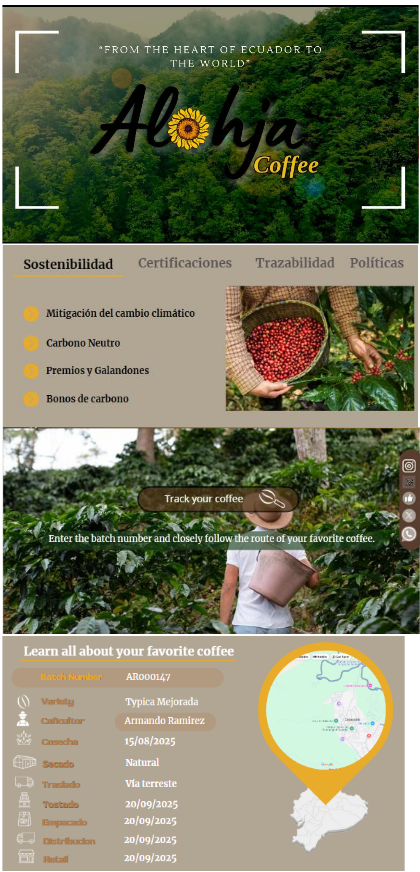 "FROM THE HEART OF ECUADOR TO
THE WORLD"
Alohja
Coffee
Sostenibilidad Certificaciones Trazabilidad Políticas
Mitigación del cambio climático
Carbono Neutro
Premios y Galandones
Bonos de carbono
Track your coffee
Enter the batch number and closely follow the route of your favorite coffee.
Learn all about your favorite coffee
Batch Number AR000147
Variety Typica Mejorada
Caficultor Armando Ramirez
Cosecha 15/08/2025
Secado Natural
Traslado Vía terreste
Tostado 20/09/2025
Empacado 20/09/2025
Distribucion 20/09/2025
Retail 20/09/2025